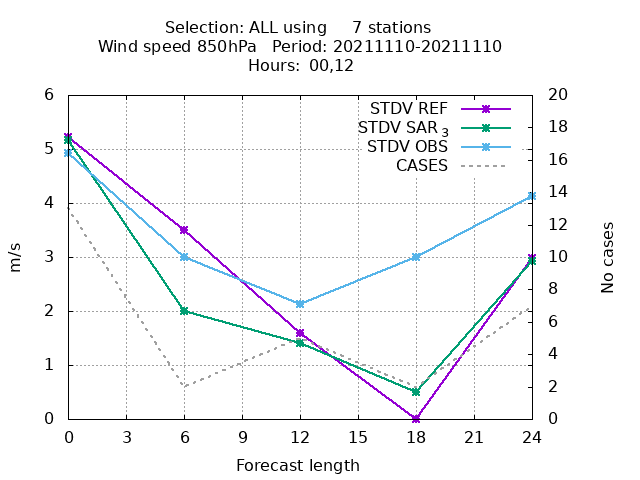 Selection: ALL using 7 stations
Wind speed 850hPa Period: 20211110-20211110
Hours: 00,12
STDV REF
STDV SAR3
STDV OBS
CASES
6
5
4
3
2
1
0
m/s
20
18
16
14
12
10
8
6
4
2
0
No cases
0 3 6 9 12 15 18 21 24
Forecast length